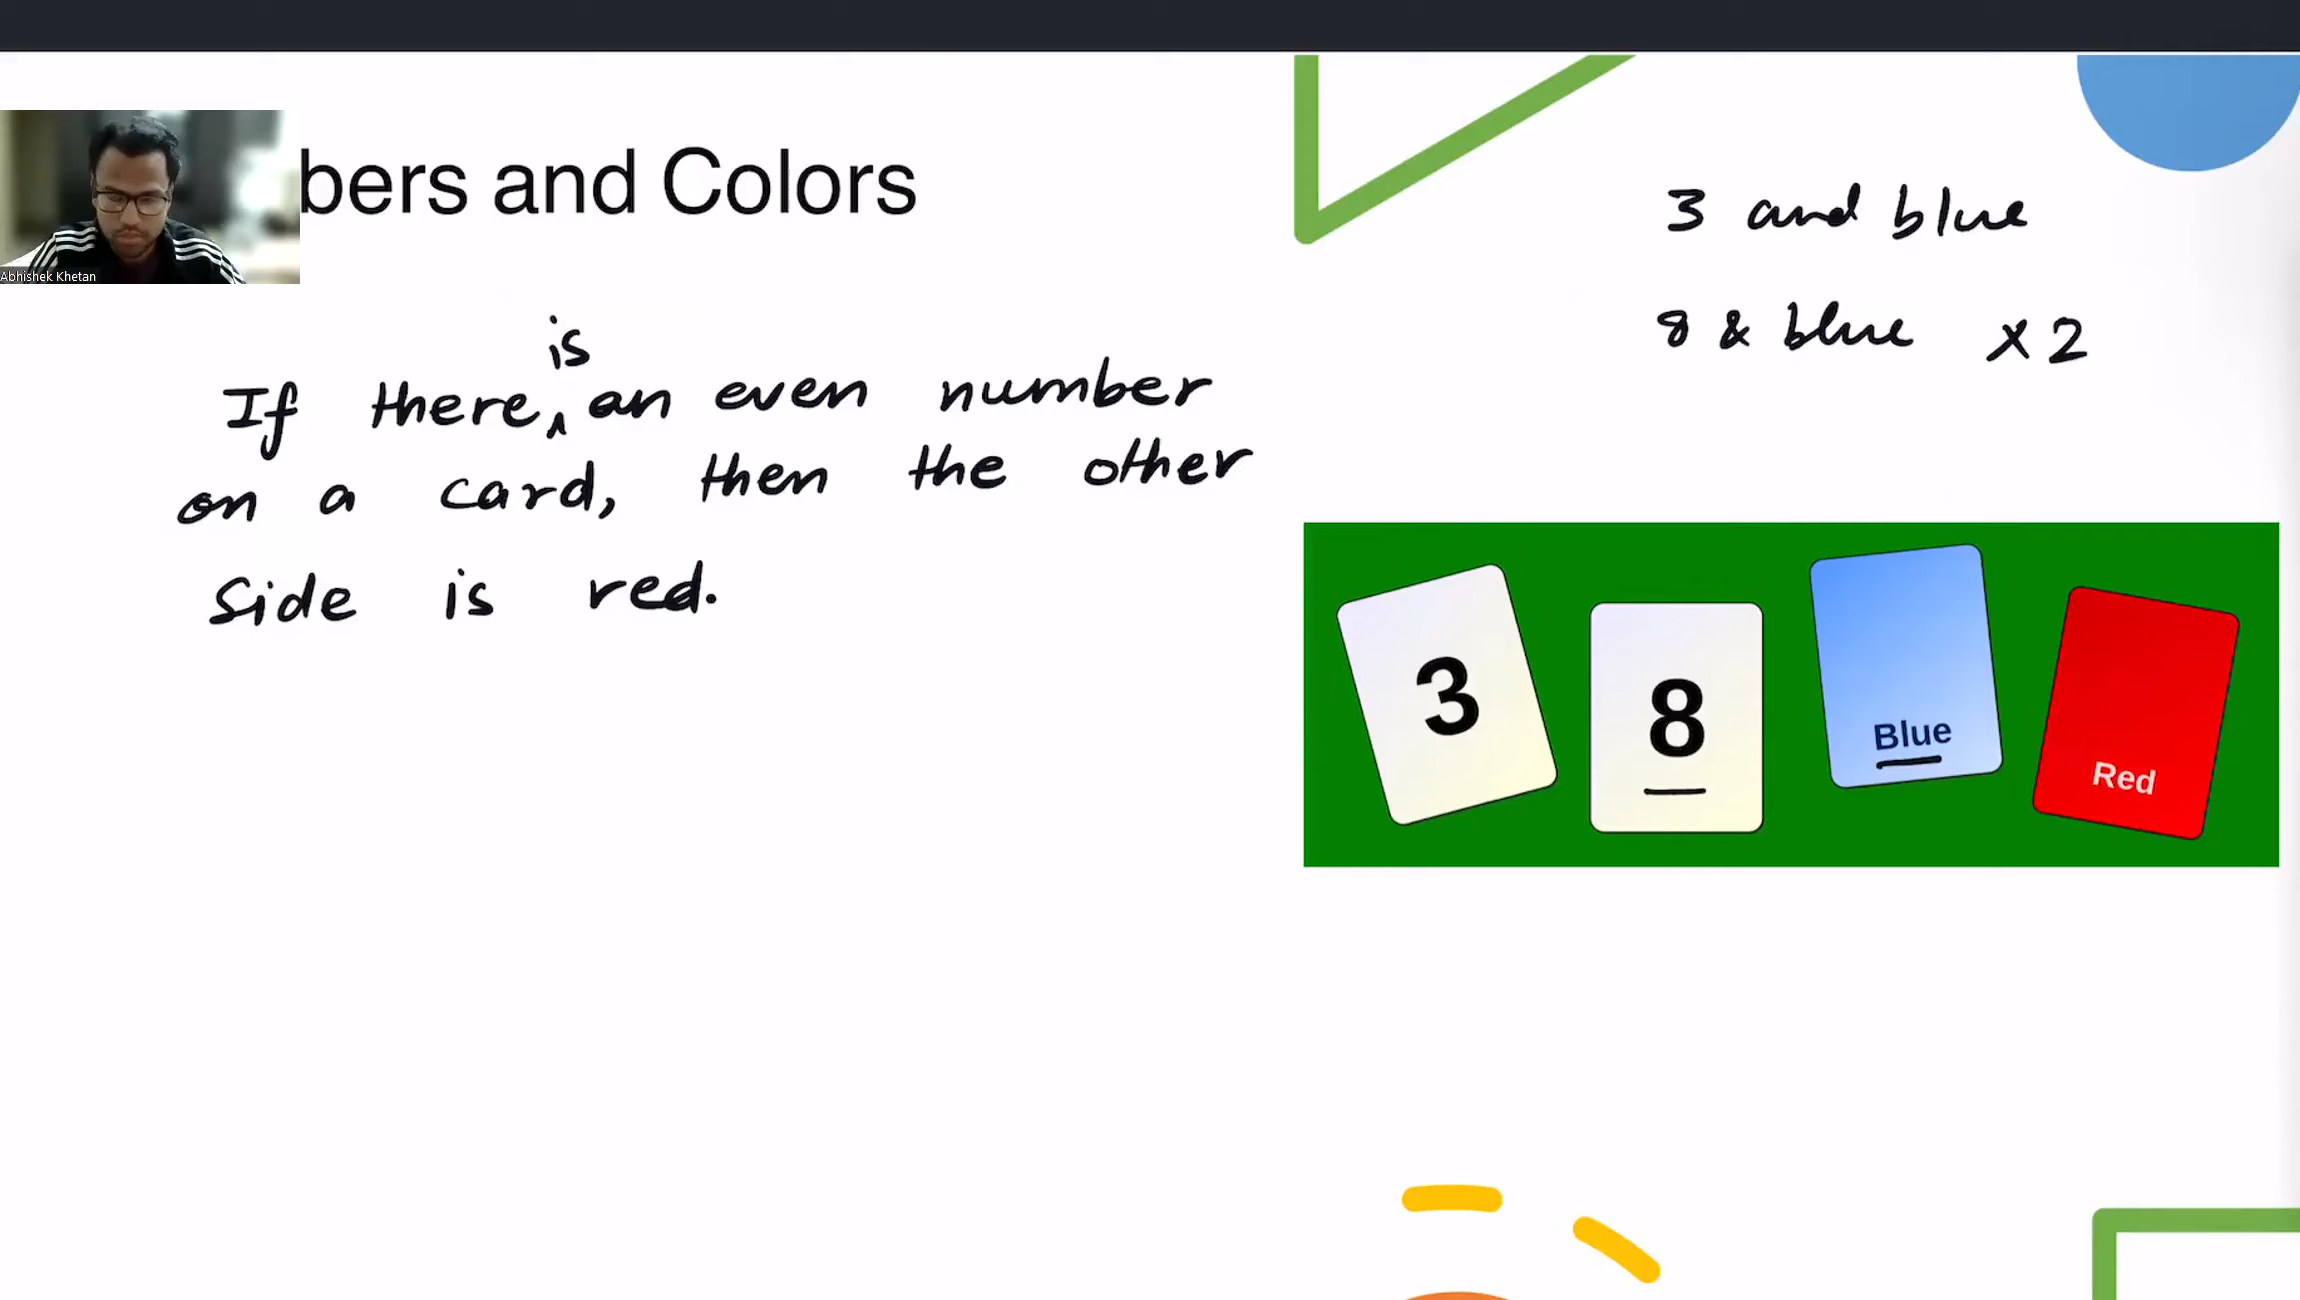 bers and Colors
Abhishek Khetan
3 and blue
8 & blue x 2
is
If there ‸ an even number
on a card, then the other
side is red.
3
8
Blue
Red